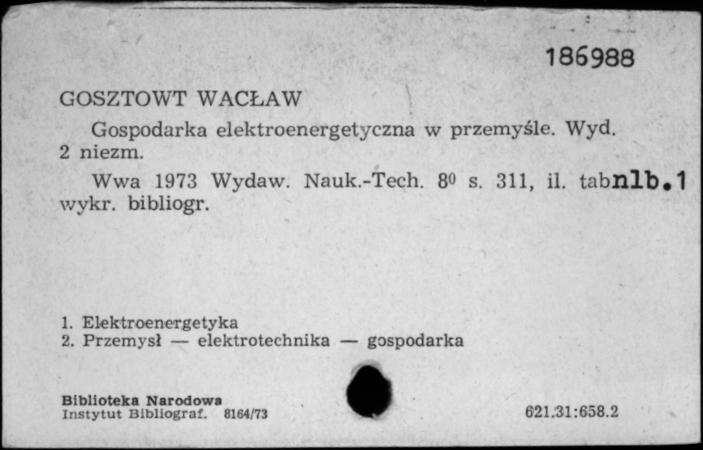 186988
GOSZTOWT WACŁAW
Gospodarka elektroenergetyczna w przemyśle. Wyd.
2 niezm.
Wwa 1973 Wydaw. Nauk.-Tech. 8⁰ s. 311, il. tabnlb.1
wykr. bibliogr.
1. Elektroenergetyka
2. Przemysł — elektrotechnika — gospodarka
Biblioteka Narodowa
Instytut Bibliograf. 8164/73
621.31:658.2